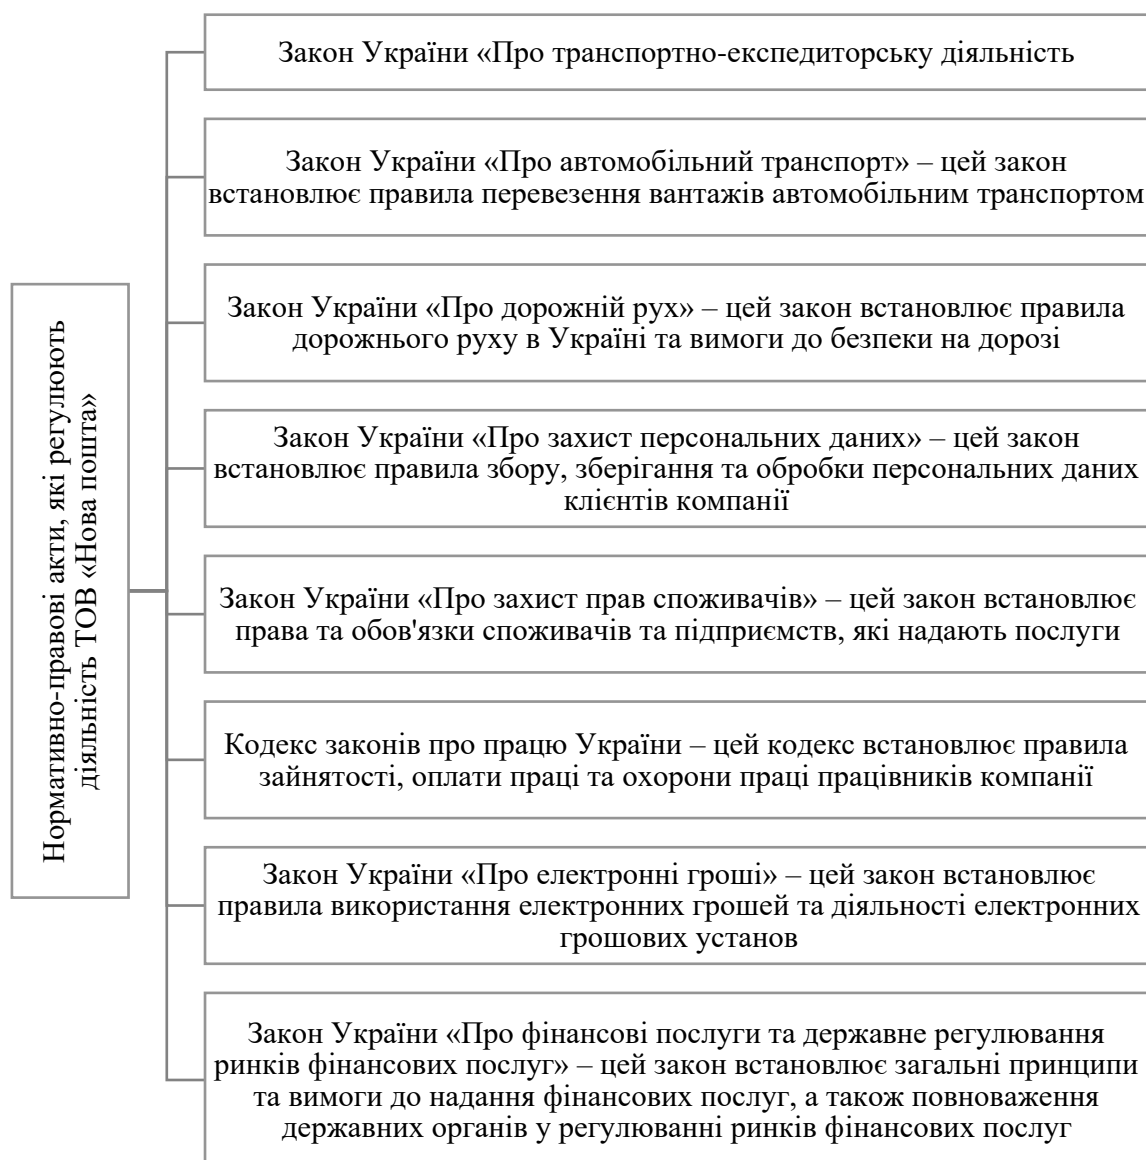 Нормативно-правові акти, які регулюють
діяльність ТОВ «Нова пошта»
Закон України «Про транспортно-експедиторську діяльність
Закон України «Про автомобільний транспорт» – цей закон
встановлює правила перевезення вантажів автомобільним транспортом
Закон України «Про дорожній рух» – цей закон встановлює правила
дорожнього руху в Україні та вимоги до безпеки на дорозі
Закон України «Про захист персональних даних» – цей закон
встановлює правила збору, зберігання та обробки персональних даних
клієнтів компанії
Закон України «Про захист прав споживачів» – цей закон встановлює
права та обов'язки споживачів та підприємств, які надають послуги
Кодекс законів про працю України – цей кодекс встановлює правила
зайнятості, оплати праці та охорони праці працівників компанії
Закон України «Про електронні гроші» – цей закон встановлює
правила використання електронних грошей та діяльності електронних
грошових установ
Закон України «Про фінансові послуги та державне регулювання
ринків фінансових послуг» – цей закон встановлює загальні принципи
та вимоги до надання фінансових послуг, а також повноваження
державних органів у регулюванні ринків фінансових послуг